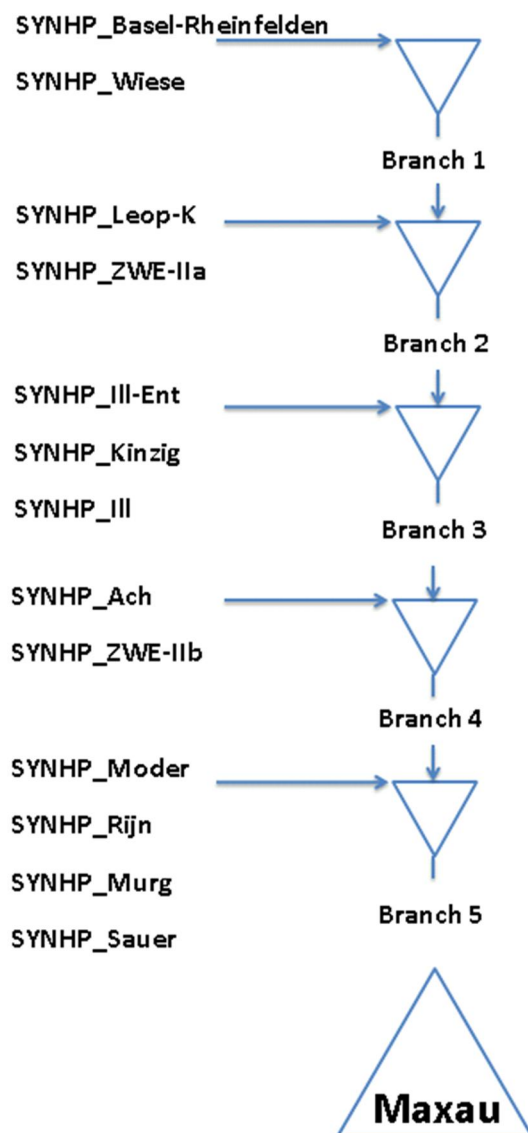 SYNHP_Basel-Rheinfelden
SYNHP_Wiese
Branch 1
SYNHP_Leop-K
SYNHP_ZWE-IIa
Branch 2
SYNHP_Ill-Ent
SYNHP_Kinzig
SYNHP_Ill
Branch 3
SYNHP_Ach
SYNHP_ZWE-IIb
Branch 4
SYNHP_Moder
SYNHP_Rijn
SYNHP_Murg
Branch 5
SYNHP_Sauer
Maxau